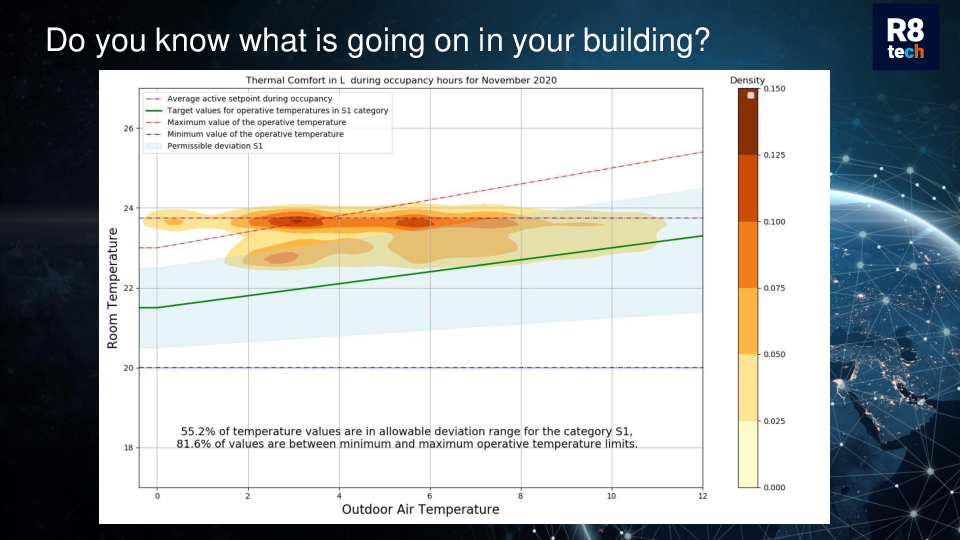 Do you know what is going on in your building?
R8
tech
Thermal Comfort in L during occupancy hours for November 2020
Density
Average active setpoint during occupancy
Target values for operative temperatures in S1 category
Maximum value of the operative temperature
Minimum value of the operative temperature
Permissible deviation S1
26
24
22
20
18
Room Temperature
55.2% of temperature values are in allowable deviation range for the category S1,
81.6% of values are between minimum and maximum operative temperature limits.
0 2 4 6 8 10 12
Outdoor Air Temperature
0.150
0.125
0.100
0.075
0.050
0.025
0.000